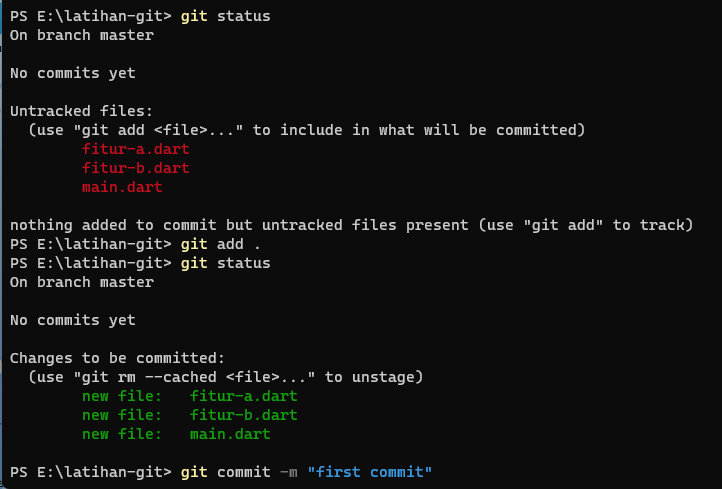 PS E:\latihan-git> git status
On branch master
No commits yet
Untracked files:
(use "git add <file>..." to include in what will be committed)
fitur-a.dart
fitur-b.dart
main.dart
nothing added to commit but untracked files present (use "git add" to track)
PS E:\latihan-git> git add .
PS E:\latihan-git> git status
On branch master
No commits yet
Changes to be committed:
(use "git rm --cached <file>..." to unstage)
new file: fitur-a.dart
new file: fitur-b.dart
new file: main.dart
PS E:\latihan-git> git commit -m "first commit"